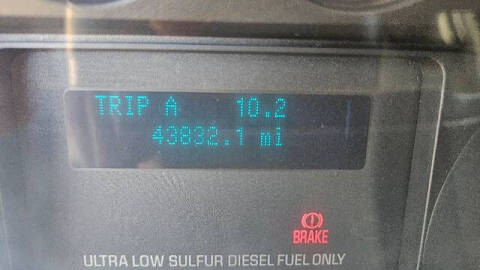 TRIP A 10.2
43832.1 mi
BRAKE
ULTRA LOW SULFUR DIESEL FUEL ONLY